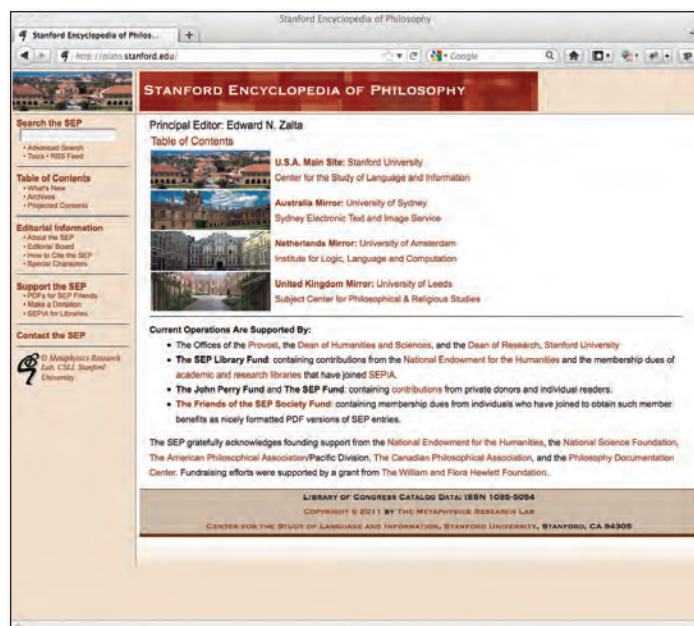 Stanford Encyclopedia of Philosophy
Stanford Encyclopedia of Philos...
http://plato.stanford.edu/
Google
STANFORD ENCYCLOPEDIA OF PHILOSOPHY
Search the SEP
• Advanced Search
• Tools • RSS Feed
Table of Contents
• What's New
• Archives
• Projected Contents
Editorial Information
• About the SEP
• Editorial Board
• How to Cite the SEP
• Special Characters
Support the SEP
• PDFs for SEP Friends
• Make a Donation
• SEPIA for Libraries
Contact the SEP
© Metaphysics Research
Lab, CSLI, Stanford
University
Principal Editor: Edward N. Zalta
Table of Contents
U.S.A. Main Site: Stanford University
Center for the Study of Language and Information
Australia Mirror: University of Sydney
Sydney Electronic Text and Image Service
Netherlands Mirror: University of Amsterdam
Institute for Logic, Language and Computation
United Kingdom Mirror: University of Leeds
Subject Center for Philosophical & Religious Studies
Current Operations Are Supported By:
• The Offices of the Provost, the Dean of Humanities and Sciences, and the Dean of Research, Stanford University
• The SEP Library Fund: containing contributions from the National Endowment for the Humanities and the membership dues of
academic and research libraries that have joined SEPIA.
• The John Perry Fund and The SEP Fund: containing contributions from private donors and individual readers.
• The Friends of the SEP Society Fund: containing membership dues from individuals who have joined to obtain such member
benefits as nicely formatted PDF versions of SEP entries.
The SEP gratefully acknowledges founding support from the National Endowment for the Humanities, the National Science Foundation,
The American Philosophical Association/Pacific Division, The Canadian Philosophical Association, and the Philosophy Documentation
Center. Fundraising efforts were supported by a grant from The William and Flora Hewlett Foundation.
LIBRARY OF CONGRESS CATALOG DATA: ISSN 1095-5054
COPYRIGHT © 2011 BY THE METAPHYSICS RESEARCH LAB
CENTER FOR THE STUDY OF LANGUAGE AND INFORMATION, STANFORD UNIVERSITY, STANFORD, CA 94305